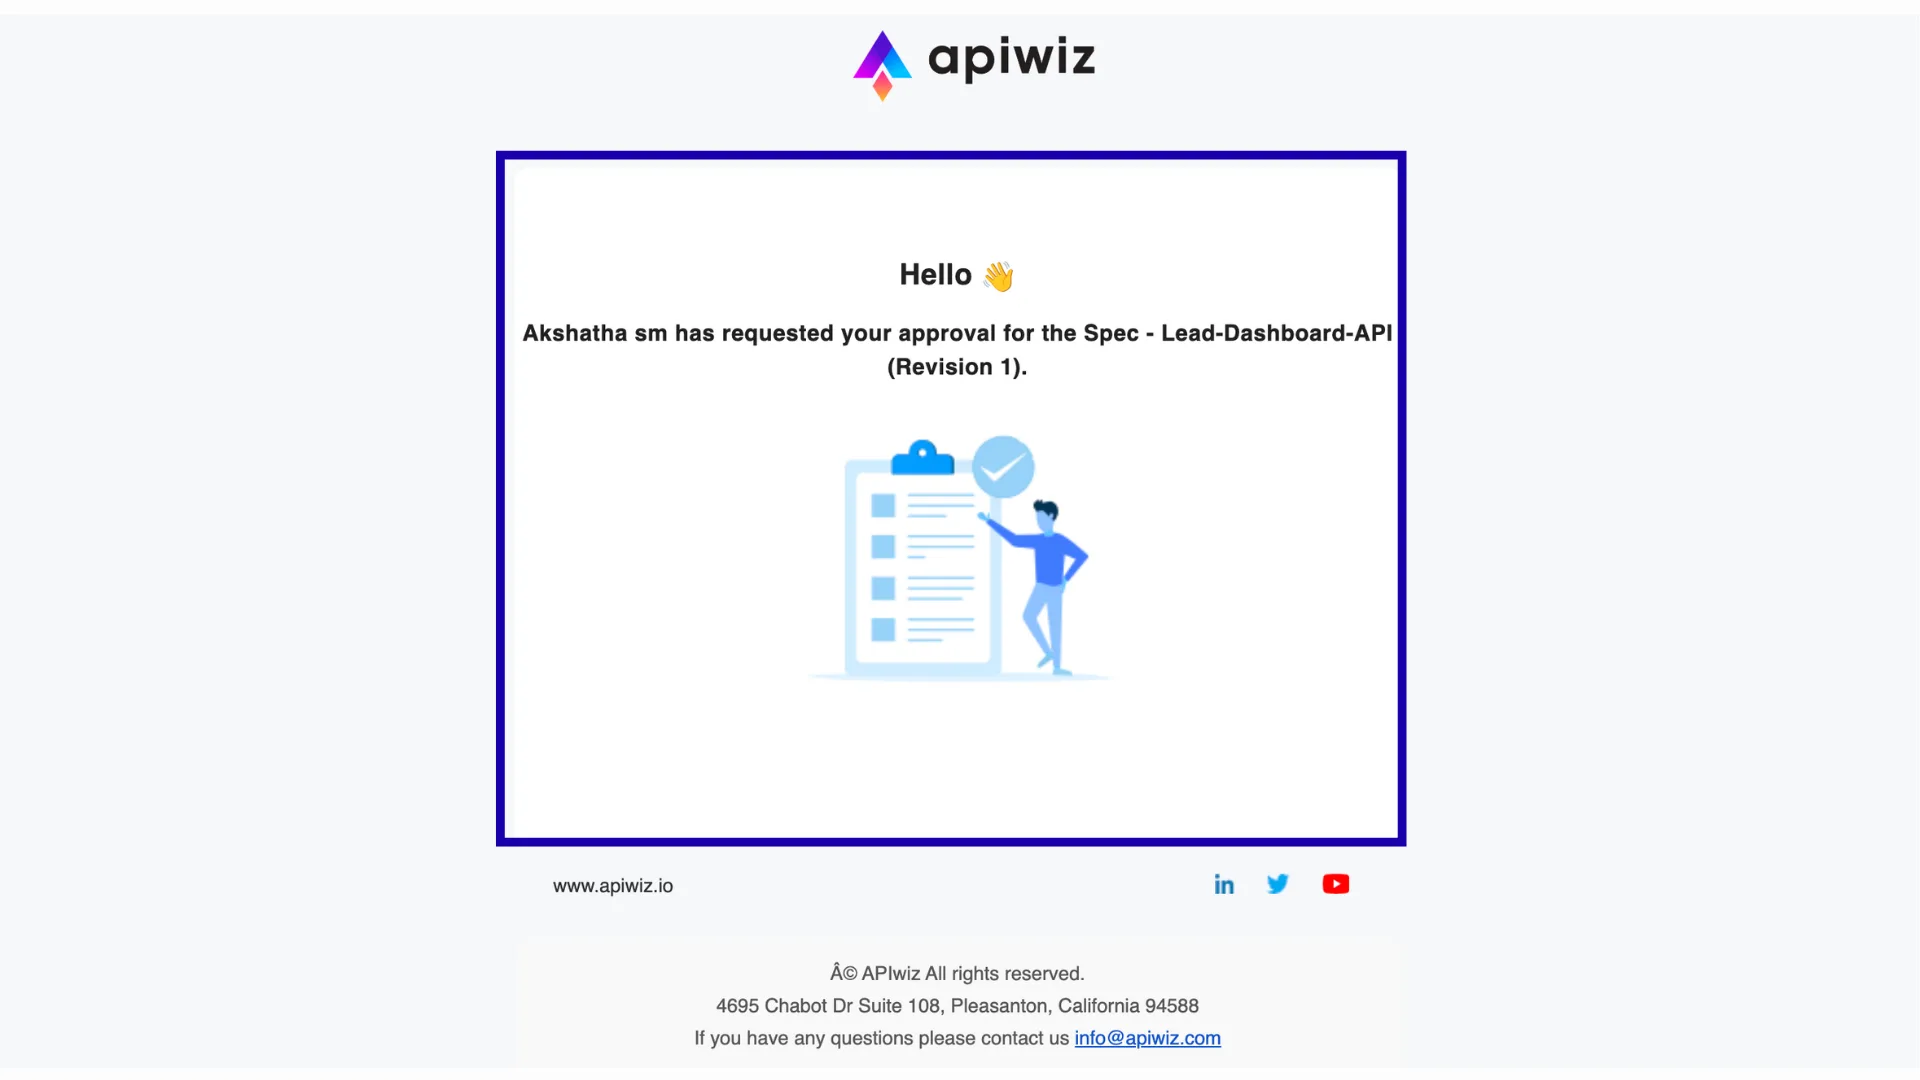 apiwiz
Hello 👋
Akshatha sm has requested your approval for the Spec - Lead-Dashboard-API
(Revision 1).
www.apiwiz.io
in
Â© APIwiz All rights reserved.
4695 Chabot Dr Suite 108, Pleasanton, California 94588
If you have any questions please contact us info@apiwiz.com